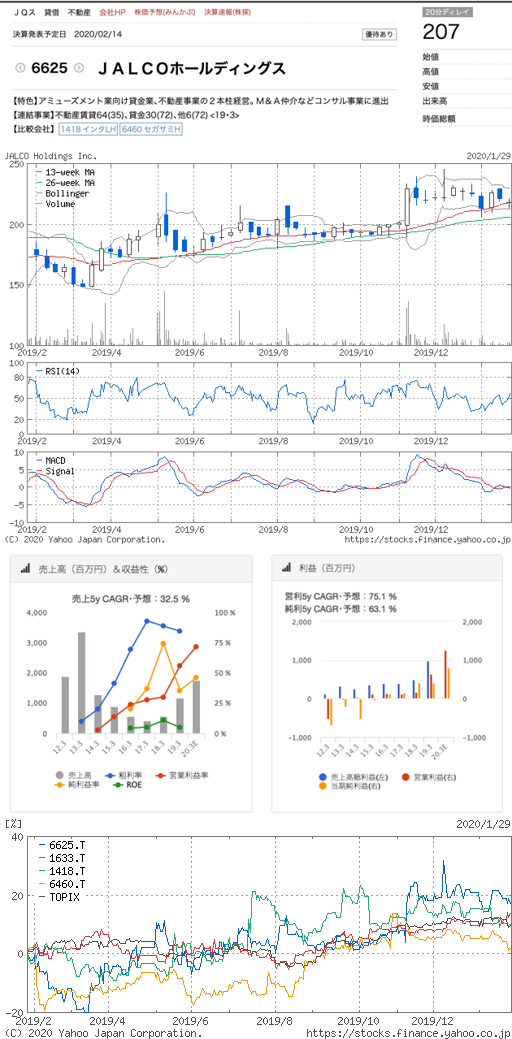 ＪＱス 貸借 不動産 会社HP 株価予想(みんかぶ) 決算速報(株探)
20分ディレイ
決算発表予定日 2020/02/14
優待あり
207
6625 ＪＡＬＣＯホールディングス
始値
高値
安値
出来高
時価総額
【特色】アミューズメント業向け貸金業、不動産事業の２本柱経営。Ｍ＆Ａ仲介などコンサル事業に進出
【連結事業】不動産賃貸64(35)、貸金30(72)、他6(72) <19・3>
【比較会社】 1418 インタLH 6460 セガサミH
JALCO Holdings Inc.
2020/1/29
250
13-week MA
26-week MA
Bollinger
Volume
200
150
100
2019/2 2019/4 2019/6 2019/8 2019/10 2019/12
100
RSI(14)
80
60
40
20
0
2019/2 2019/4 2019/6 2019/8 2019/10 2019/12
10
MACD
Signal
5
0
-5
-10
2019/2 2019/4 2019/6 2019/8 2019/10 2019/12
(C) 2020 Yahoo Japan Corporation.
https://stocks.finance.yahoo.co.jp
売上高（百万円）＆収益性（%）
売上5y CAGR・予想： 32.5 %
4,000 100 %
3,000 75 %
2,000 50 %
1,000 25 %
0 0 %
12.3 13.3 14.3 15.3 16.3 17.3 18.3 19.3 20.3E
売上高 粗利率 営業利益率
純利益率 ROE
利益（百万円）
営利5y CAGR・予想： 75.1 %
純利5y CAGR・予想： 63.1 %
2,000 2,000
1,000 1,000
0 0
-1,000 -1,000
12.3 13.3 14.3 15.3 16.3 17.3 18.3 19.3 20.3E
売上高総利益(左) 営業利益(右)
当期純利益(右)
[%]
2020/1/29
40
6625.T
1633.T
1418.T
6460.T
TOPIX
20
0
-20
2019/2 2019/4 2019/6 2019/8 2019/10 2019/12
(C) 2020 Yahoo Japan Corporation.
https://stocks.finance.yahoo.co.jp